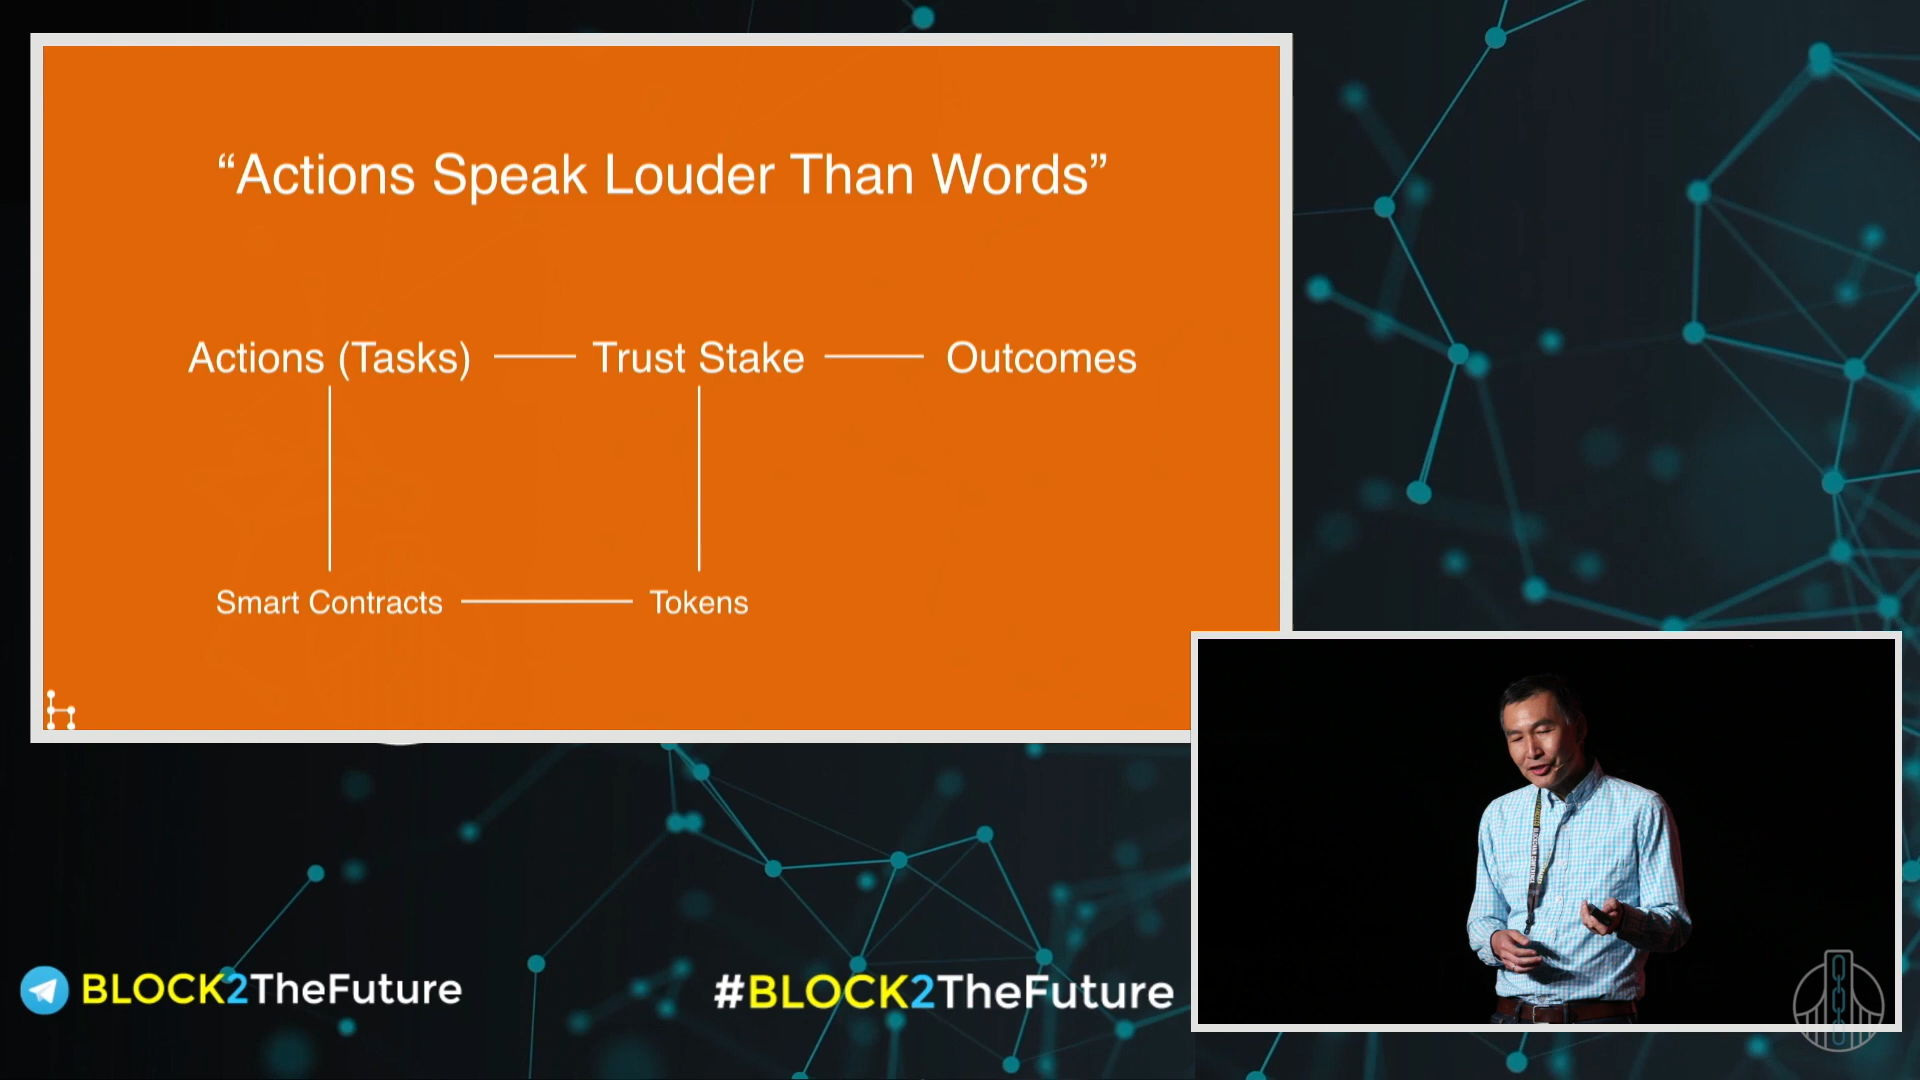 “Actions Speak Louder Than Words”
Actions (Tasks) Trust Stake Outcomes
Smart Contracts Tokens
BLOCK2TheFuture
#BLOCK2TheFuture